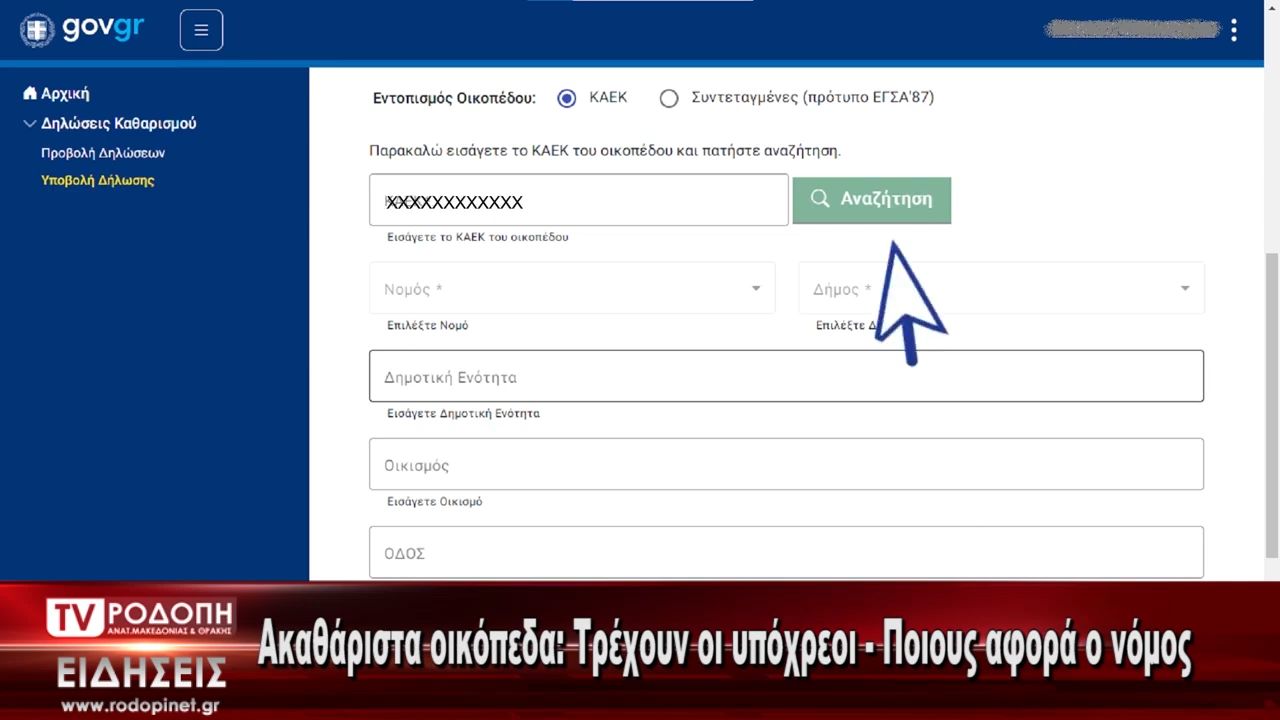 govgr
Αρχική
Δηλώσεις Καθαρισμού
Προβολή Δηλώσεων
Υποβολή Δήλωσης
Εντοπισμός Οικοπέδου: ΚΑΕΚ Συντεταγμένες (πρότυπο ΕΓΣΑ'87)
Παρακαλώ εισάγετε το ΚΑΕΚ του οικοπέδου και πατήστε αναζήτηση.
XXXXXXXXXXXX Αναζήτηση
Εισάγετε το ΚΑΕΚ του οικοπέδου
Νομός * Δήμος *
Επιλέξτε Νομό Επιλέξτε
Δημοτική Ενότητα
Εισάγετε Δημοτική Ενότητα
Οικισμός
Εισάγετε Οικισμό
ΟΔΟΣ
TV ΡΟΔΟΠΗ
ΑΝΑΤ.ΜΑΚΕΔΟΝΙΑΣ & ΘΡΑΚΗΣ
ΕΙΔΗΣΕΙΣ
www.rodopinet.gr
Ακαθάριστα οικόπεδα: Τρέχουν οι υπόχρεοι - Ποιους αφορά ο νόμος